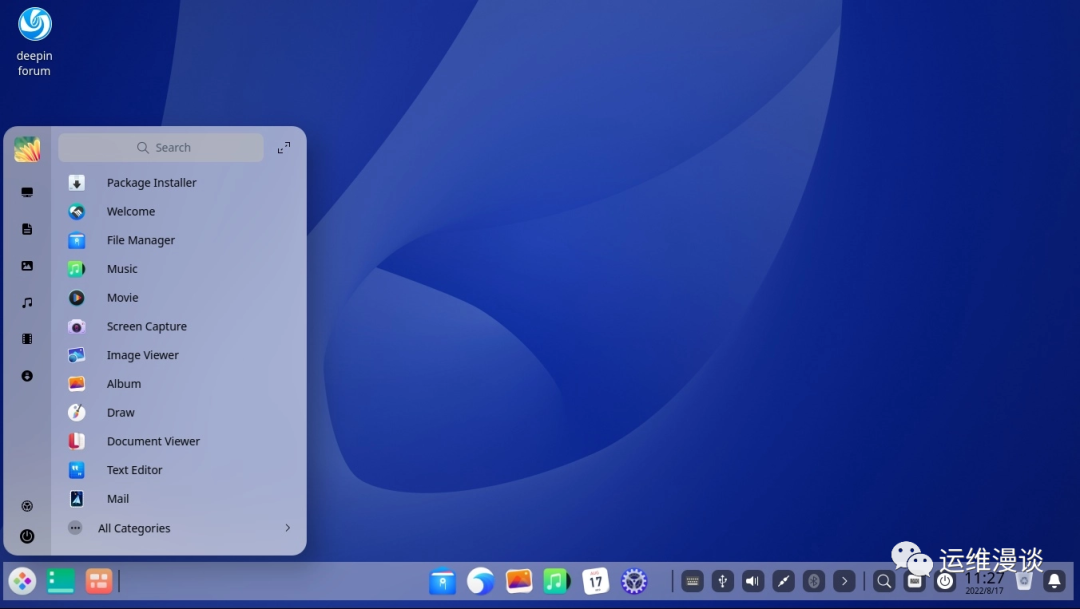 deepin
forum
Search
Package Installer
Welcome
File Manager
Music
Movie
Screen Capture
Image Viewer
Album
Draw
Document Viewer
Text Editor
Mail
All Categories
17
运维漫谈
11:27
2022/8/17